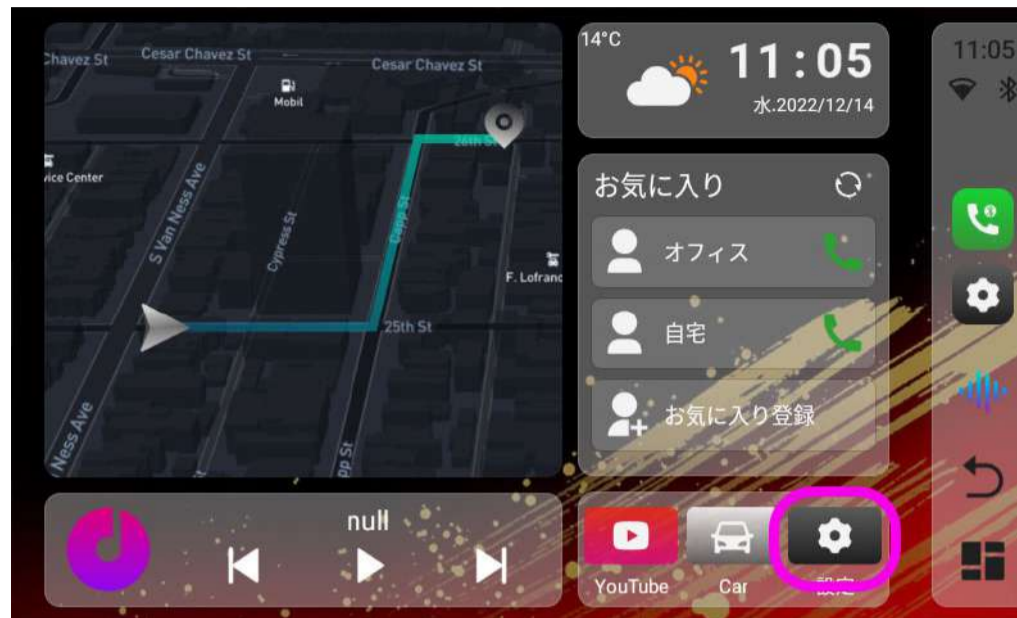 Chavez St
Cesar Chavez St
Cesar Chavez St
Mobil
26th St
vice Center
S Van Ness Ave
Cypress St
Capp St
F. Lofranc
25th St
Ness Ave
pp St
14°C
11:05
水.2022/12/14
お気に入り
オフィス
自宅
お気に入り登録
null
YouTube
Car
設定
11:05